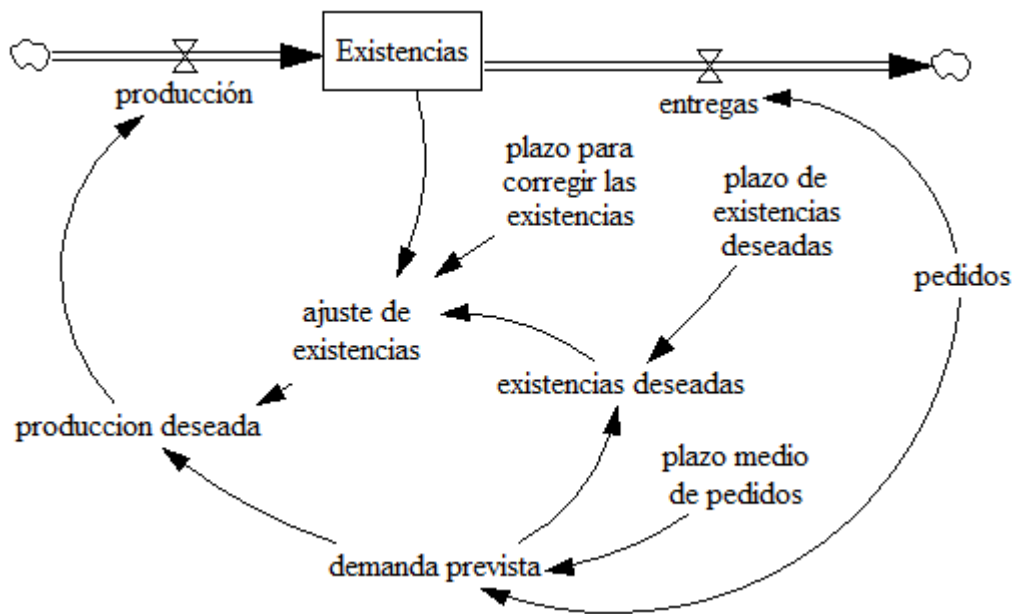 Existencias
producción
entregas
plazo para
corregir las
existencias
plazo de
existencias
deseadas
pedidos
ajuste de
existencias
existencias deseadas
produccion deseada
plazo medio
de pedidos
demanda prevista